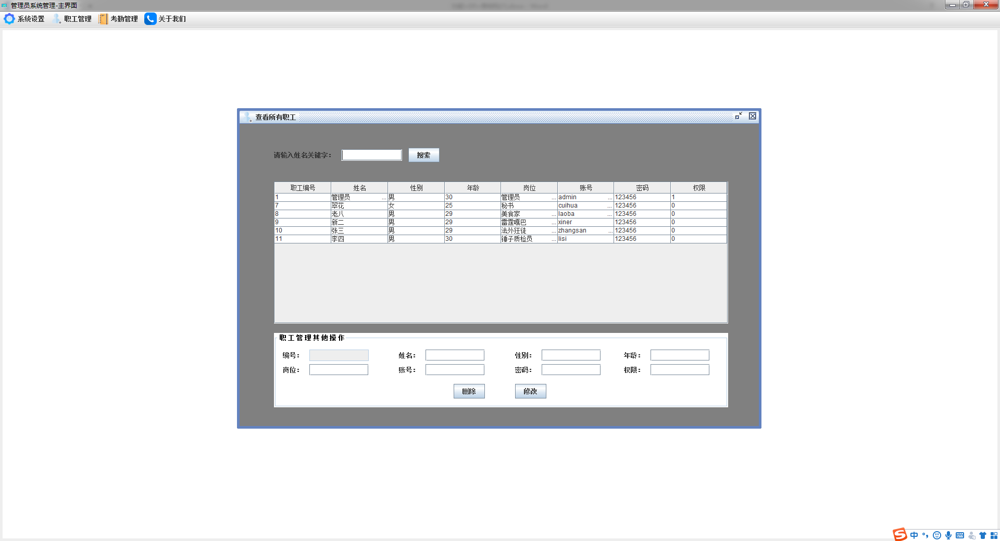 管理员系统管理-主界面
系统设置 职工管理 考勤管理 关于我们
查看所有职工
请输入姓名关键字： 搜索
职工编号 姓名 性别 年龄 岗位 账号 密码 权限
1 管理员 ... 男 30 管理员 ... admin ... 123456 1
7 翠花 女 25 秘书 cuihua ... 123456 0
8 老八 男 29 美食家 ... laoba ... 123456 0
9 新二 男 29 雷霆嘎巴 ... xiner 123456 0
10 张三 男 29 法外狂徒 ... zhangsan ... 123456 0
11 李四 男 30 锤子质检员 ... lisi 123456 0
职工管理其他操作
编号： 姓名： 性别： 年龄：
岗位： 账号： 密码： 权限：
删除 修改
中